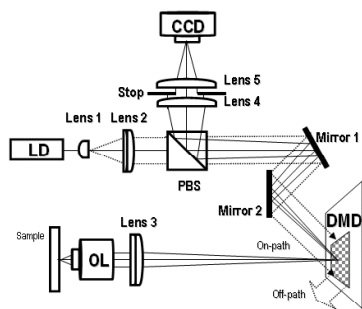 CCD
Lens 5
Stop
Lens 4
Lens 1
Lens 2
Mirror 1
LD
PBS
Mirror 2
DMD
Lens 3
Sample
On-path
OL
Off-path